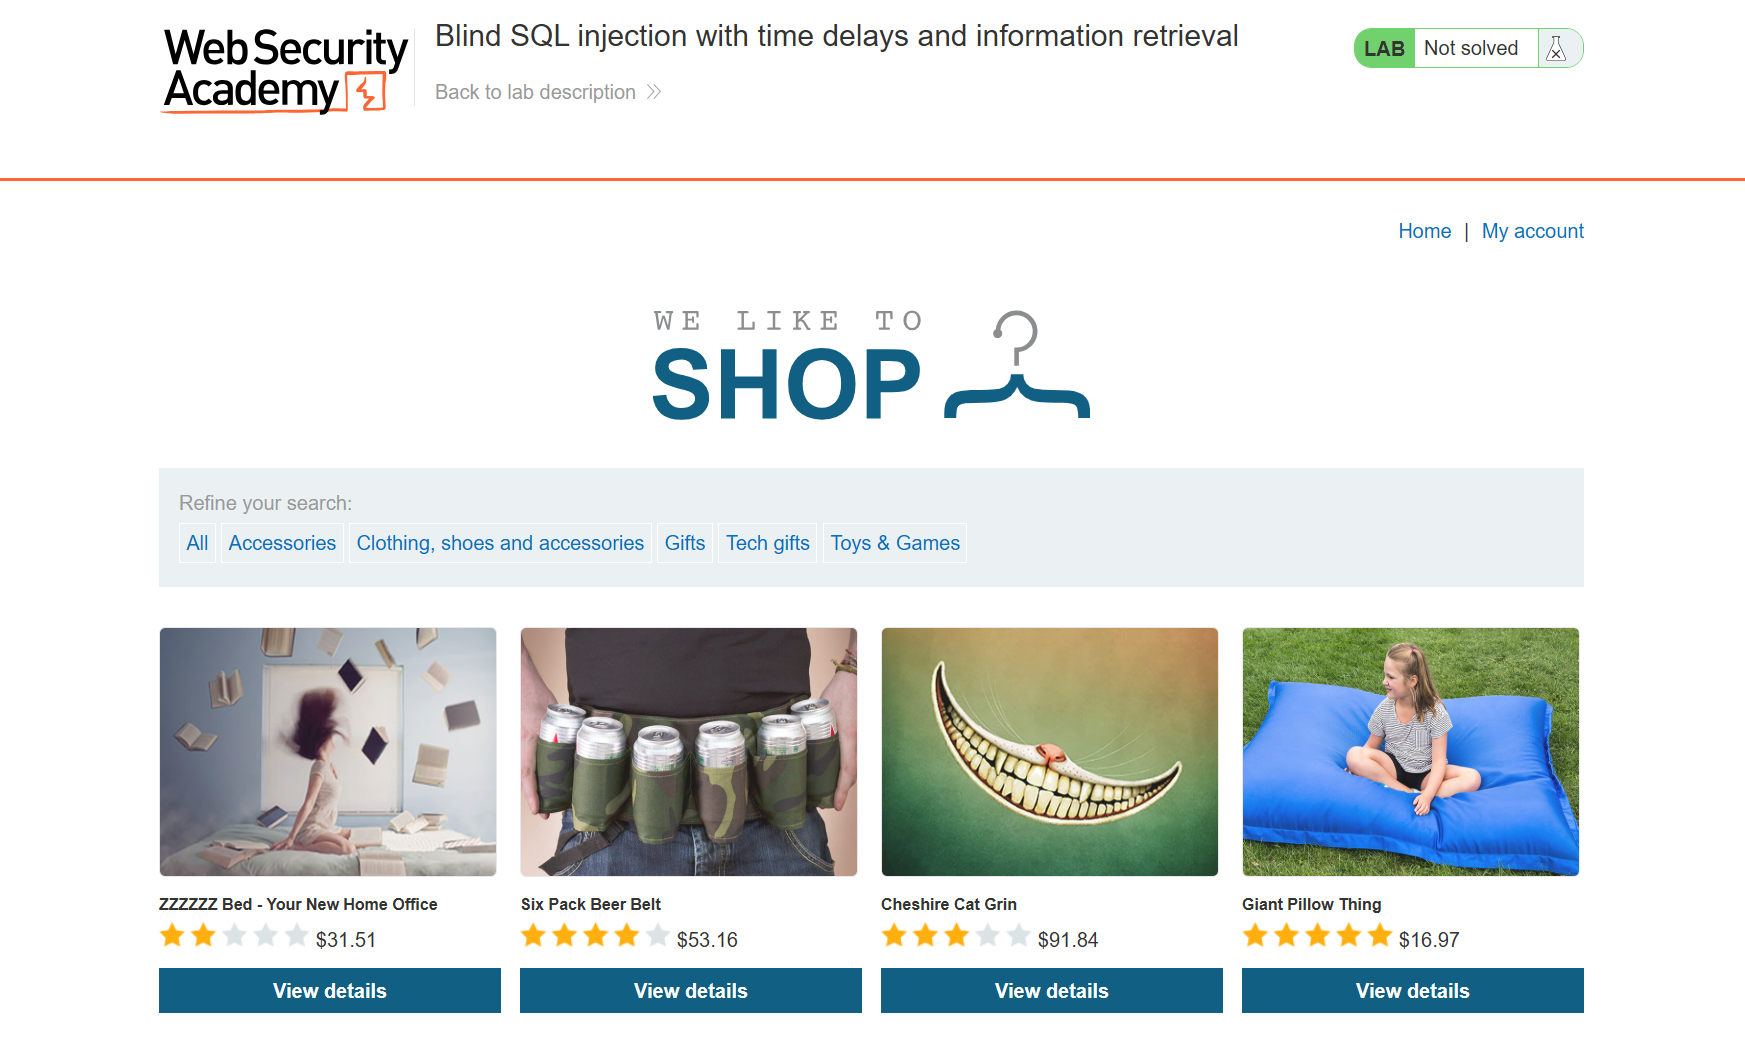 Web Security
Academy
Blind SQL injection with time delays and information retrieval
Back to lab description
LAB Not solved
Home | My account
WE LIKE TO
SHOP
Refine your search:
All Accessories Clothing, shoes and accessories Gifts Tech gifts Toys & Games
ZZZZZZ Bed - Your New Home Office Six Pack Beer Belt Cheshire Cat Grin Giant Pillow Thing
$31.51 $53.16 $91.84 $16.97
View details View details View details View details